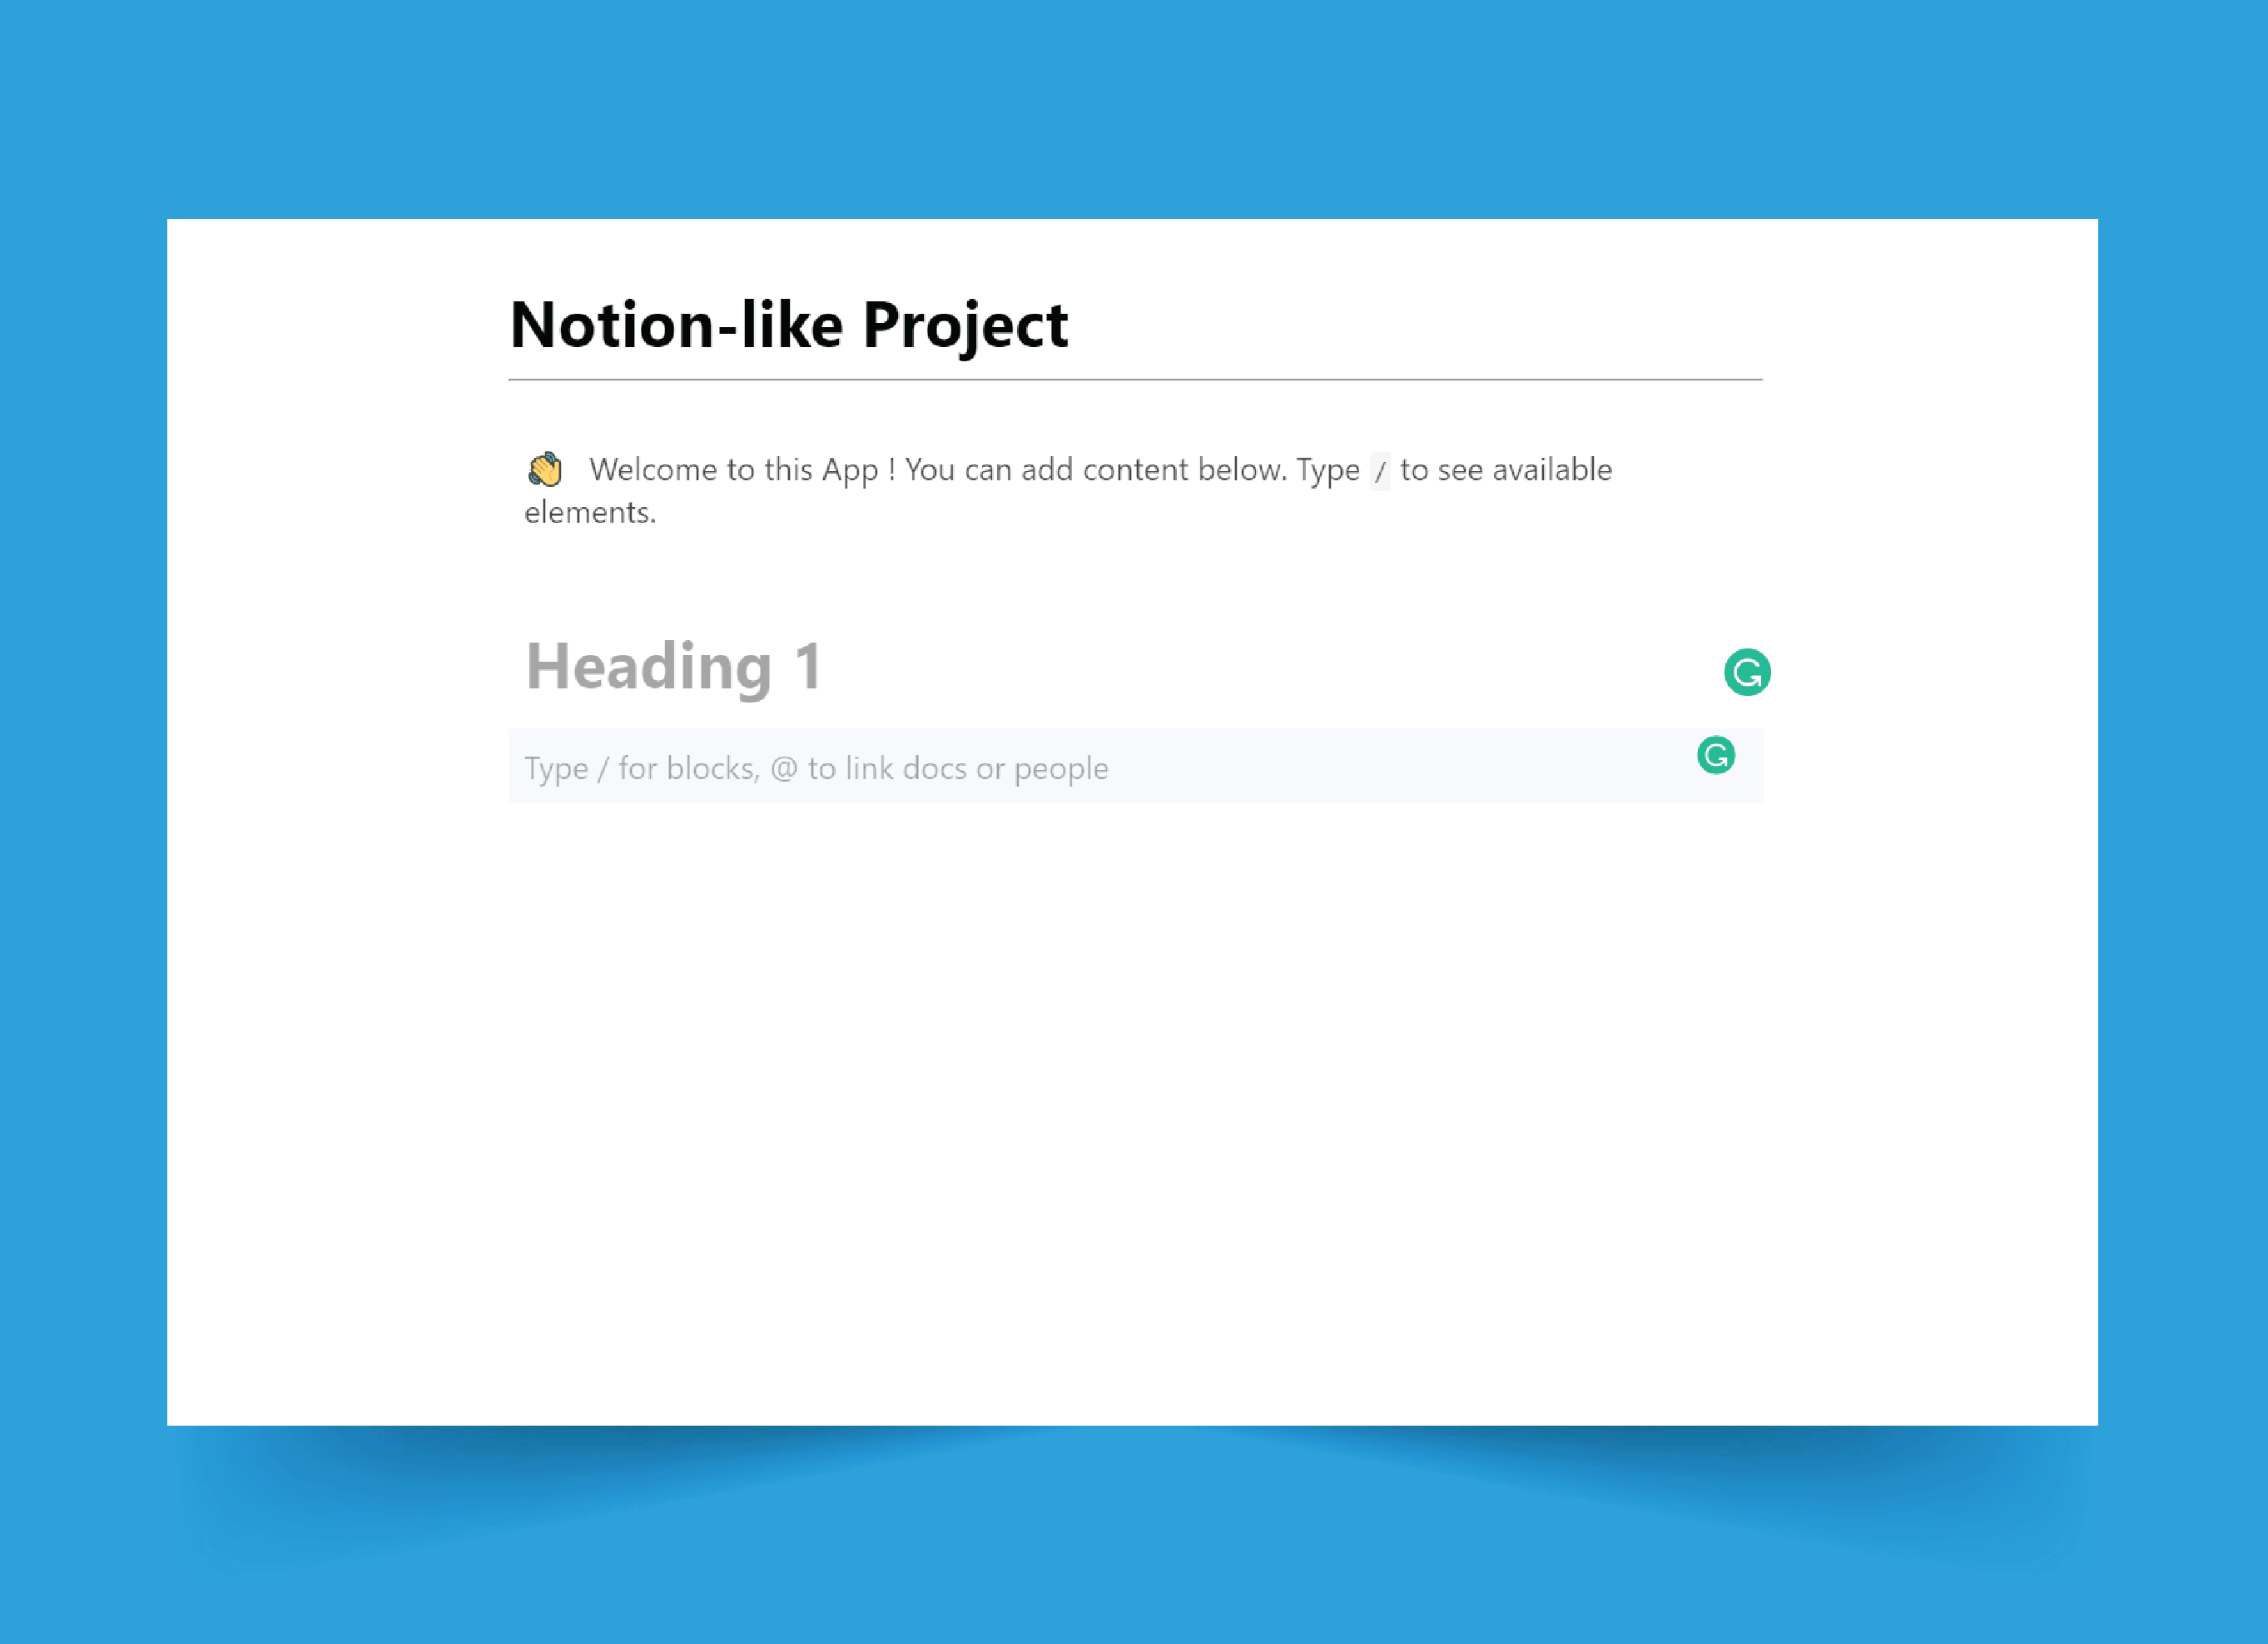 Notion-like Project
👋 Welcome to this App ! You can add content below. Type / to see available
elements.
Heading 1
Type / for blocks, @ to link docs or people